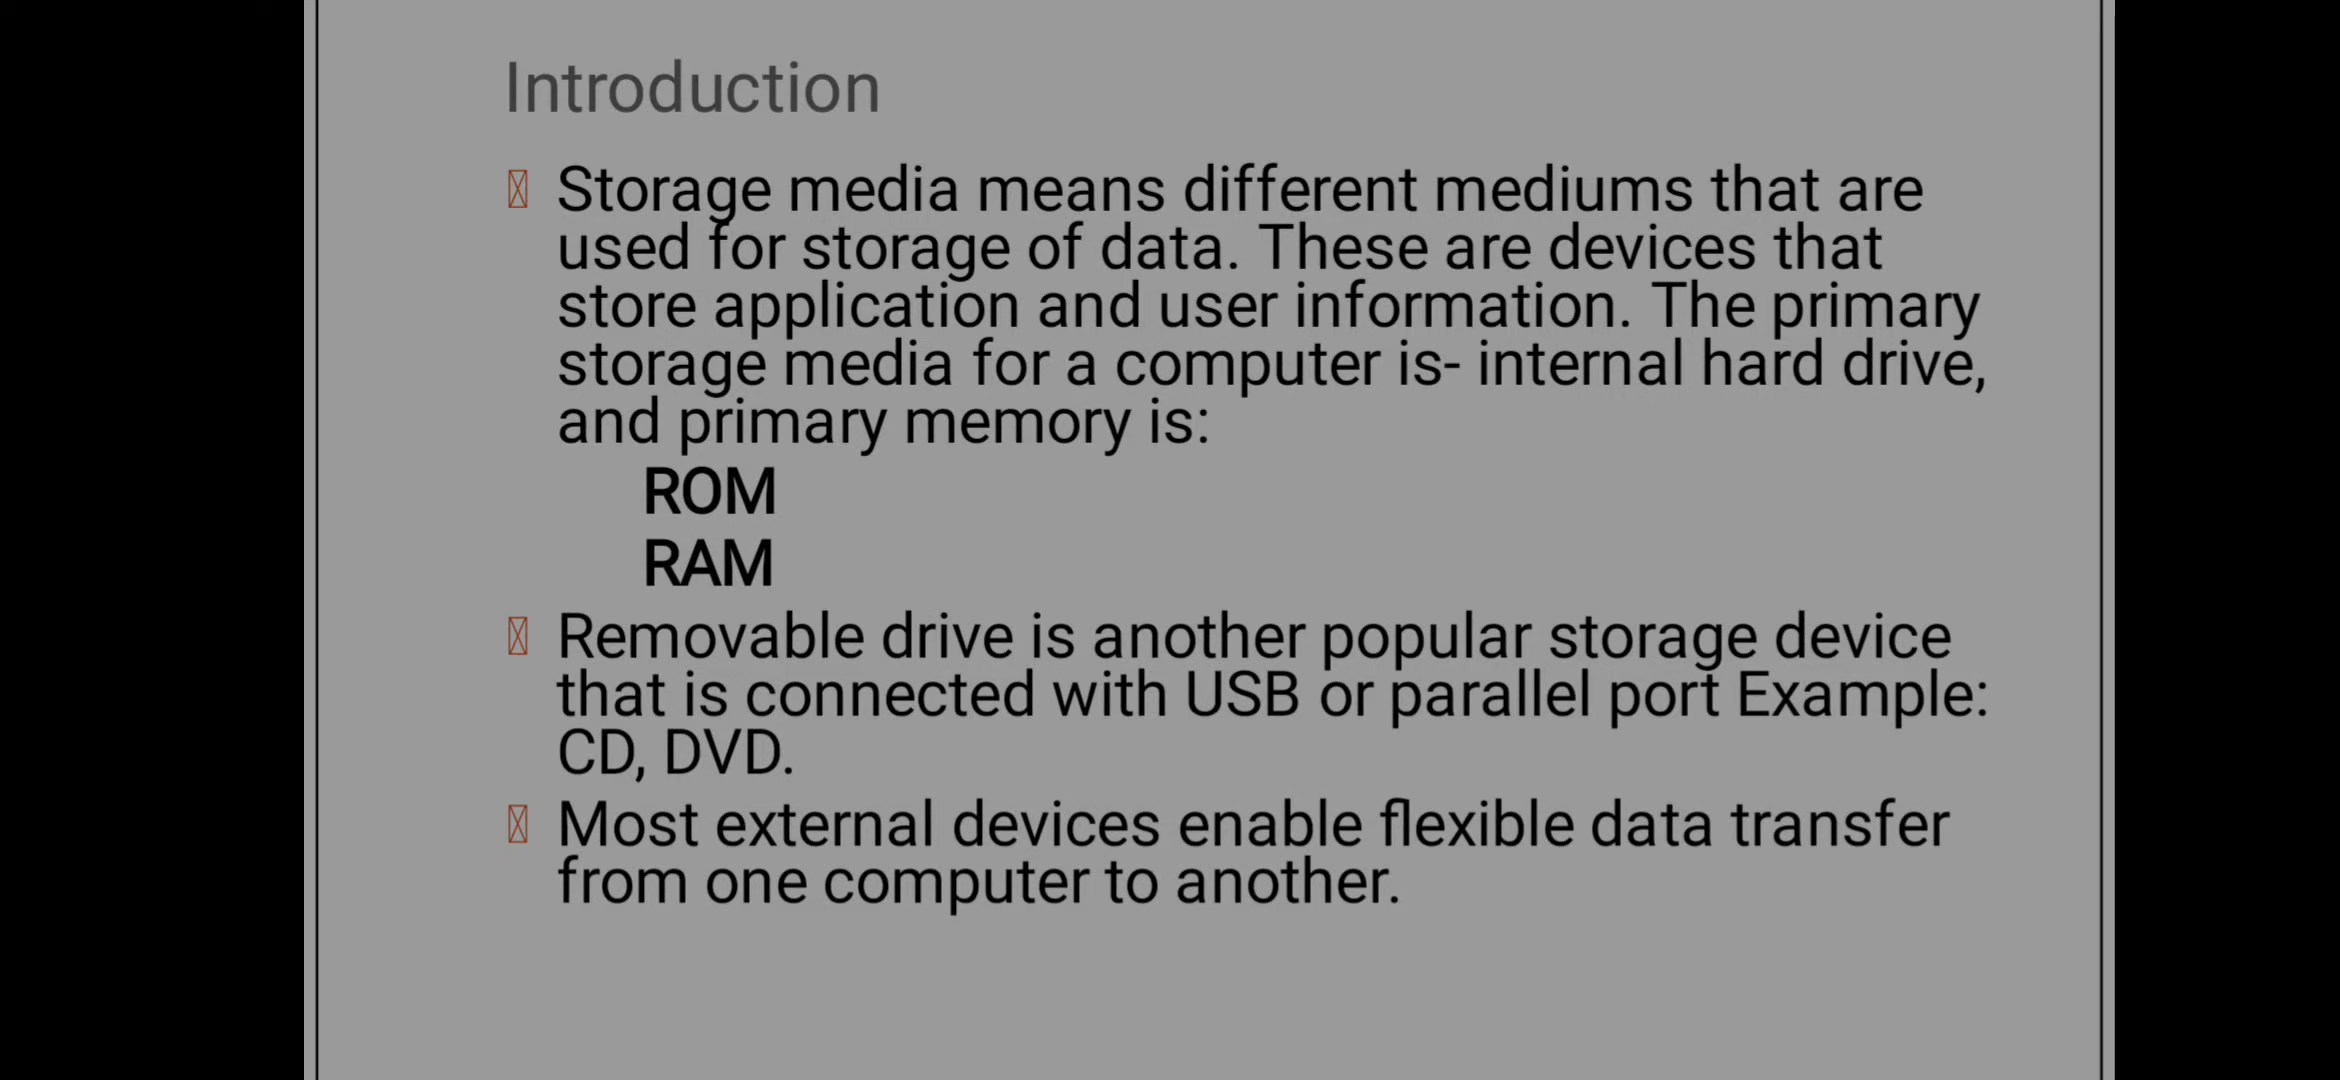 Introduction
Storage media means different mediums that are
used for storage of data. These are devices that
store application and user information. The primary
storage media for a computer is- internal hard drive,
and primary memory is:
ROM
RAM
Removable drive is another popular storage device
that is connected with USB or parallel port Example:
CD, DVD.
Most external devices enable flexible data transfer
from one computer to another.